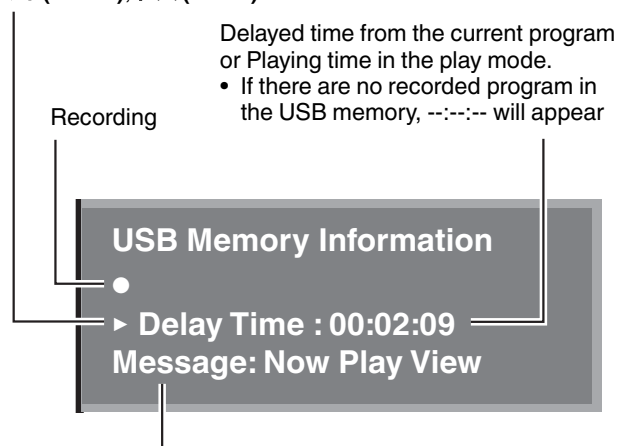 Delayed time from the current program
or Playing time in the play mode.
• If there are no recorded program in
the USB memory, --:--:-- will appear
Recording
USB Memory Information
●
► Delay Time : 00:02:09
Message: Now Play View